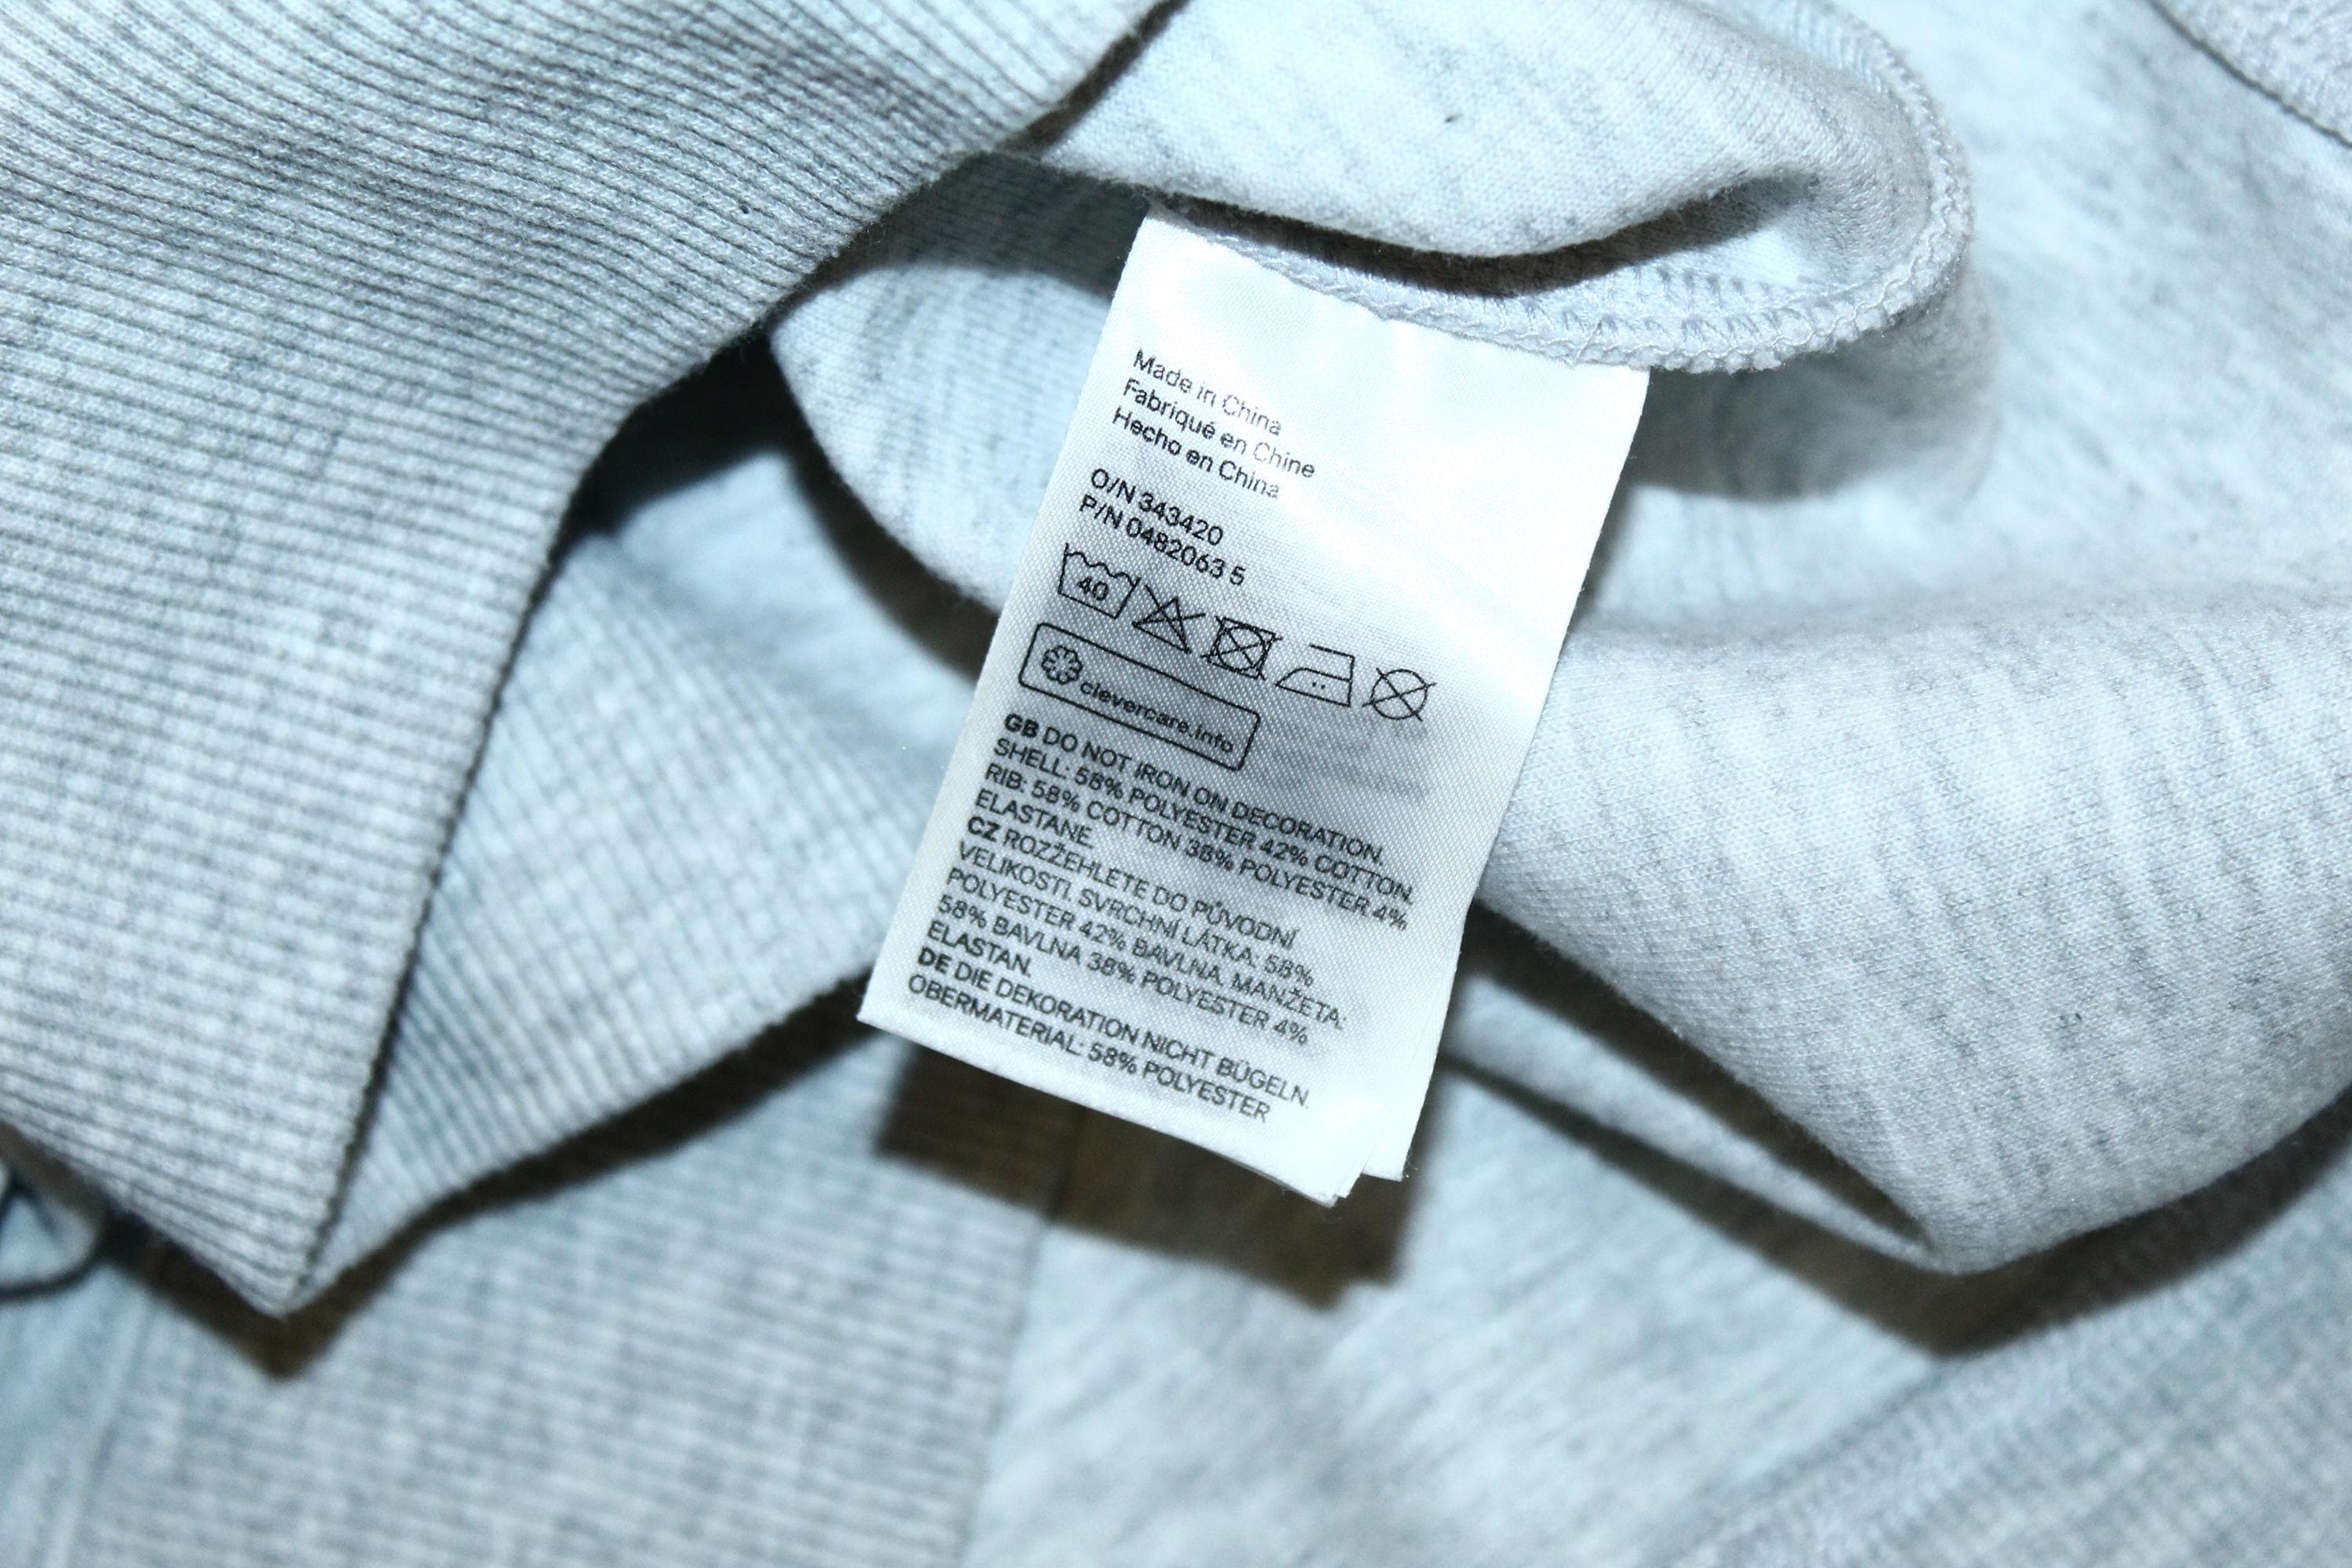 Made in China
Fabriqué en Chine
Hecho en China
O/N 343420
P/N 0482063 5
40
clevercare.info
GB DO NOT IRON ON DECORATION.
SHELL: 58% POLYESTER 42% COTTON.
RIB: 58% COTTON 38% POLYESTER 4%
ELASTANE
CZ ROZŽEHLETE DO PŮVODNÍ
VELIKOSTI. SVRCHNÍ LÁTKA: 58%
POLYESTER 42% BAVLNA. MANŽETA:
58% BAVLNA 38% POLYESTER 4%
ELASTAN.
DE DIE DEKORATION NICHT BÜGELN.
OBERMATERIAL: 58% POLYESTER